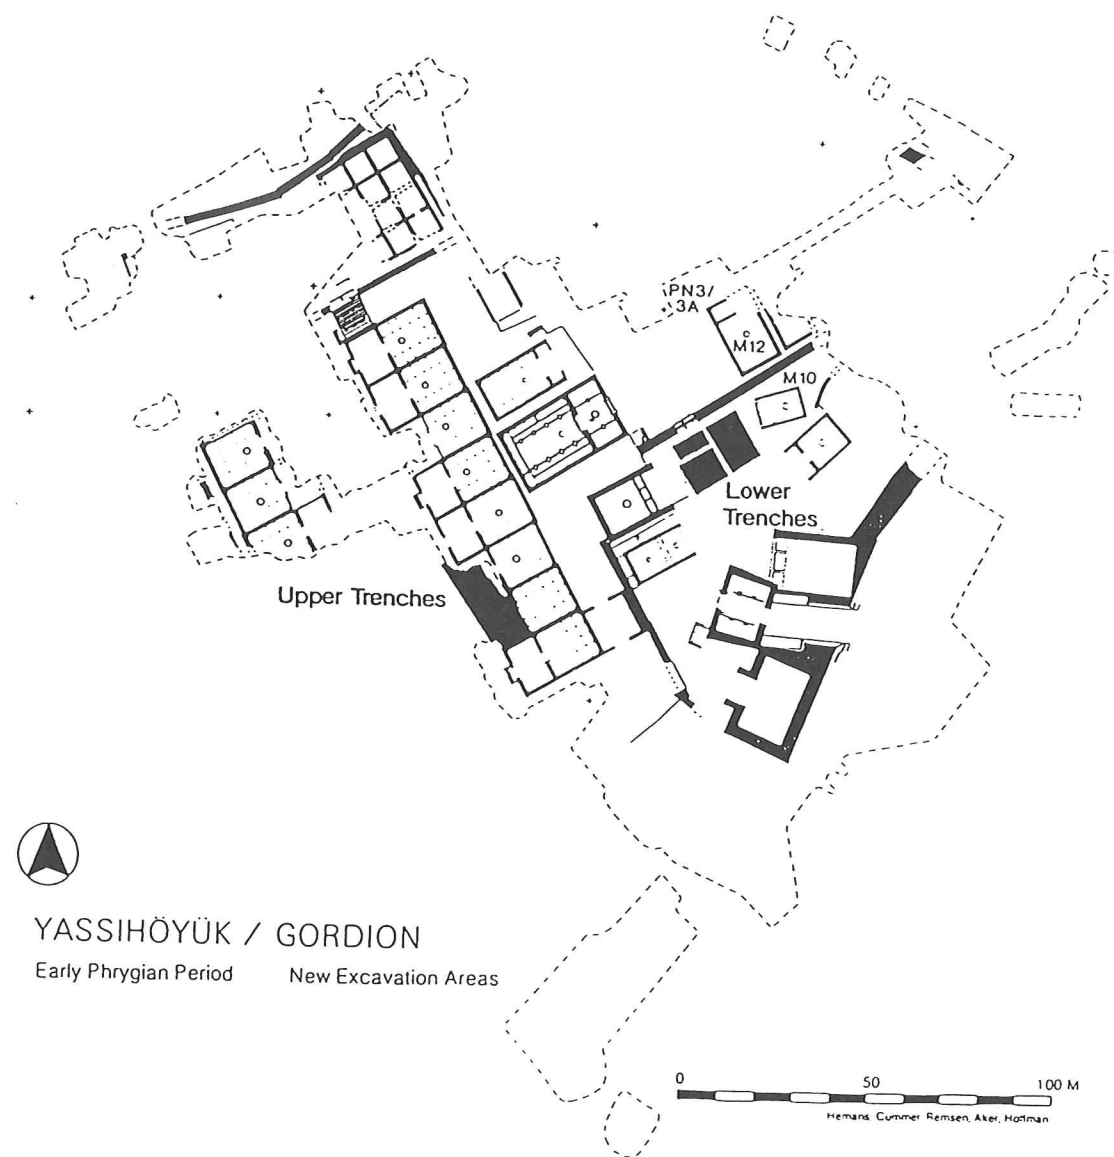 PN3/
3A
M12
M10
Lower
Trenches
Upper Trenches
YASSIHÖYÜK / GORDION
Early Phrygian Period New Excavation Areas
0 50 100 M
Hemans, Cummer, Remsen, Aker, Hoffman